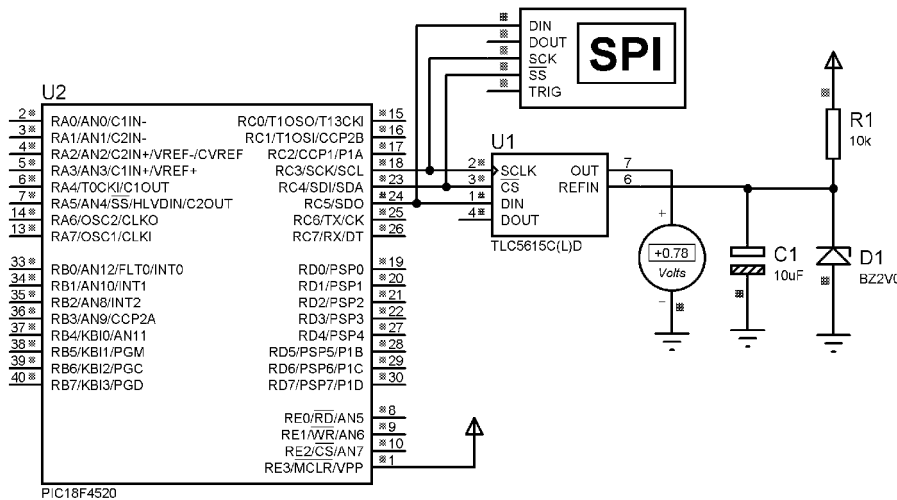 DIN
DOUT
SCK
SS
TRIG
SPI
U2
2 RA0/AN0/C1IN-
3 RA1/AN1/C2IN-
4 RA2/AN2/C2IN+/VREF-/CVREF
5 RA3/AN3/C1IN+/VREF+
6 RA4/T0CKI/C1OUT
7 RA5/AN4/SS/HLVDIN/C2OUT
14 RA6/OSC2/CLKO
13 RA7/OSC1/CLKI
33 RB0/AN12/FLT0/INT0
34 RB1/AN10/INT1
35 RB2/AN8/INT2
36 RB3/AN9/CCP2A
37 RB4/KBI0/AN11
38 RB5/KBI1/PGM
39 RB6/KBI2/PGC
40 RB7/KBI3/PGD
RC0/T1OSO/T13CKI 15
RC1/T1OSI/CCP2B 16
RC2/CCP1/P1A 17
RC3/SCK/SCL 18
RC4/SDI/SDA 23
RC5/SDO 24
RC6/TX/CK 25
RC7/RX/DT 26
RD0/PSP0 19
RD1/PSP1 20
RD2/PSP2 21
RD3/PSP3 22
RD4/PSP4 27
RD5/PSP5/P1B 28
RD6/PSP6/P1C 29
RD7/PSP7/P1D 30
RE0/RD/AN5 8
RE1/WR/AN6 9
RE2/CS/AN7 10
RE3/MCLR/VPP 1
PIC18F4520
U1
2 SCLK
3 CS
1 DIN
4 DOUT
OUT 7
REFIN 6
TLC5615C(L)D
+
+0.78
Volts
-
R1
10k
C1
10uF
D1
BZ2V0